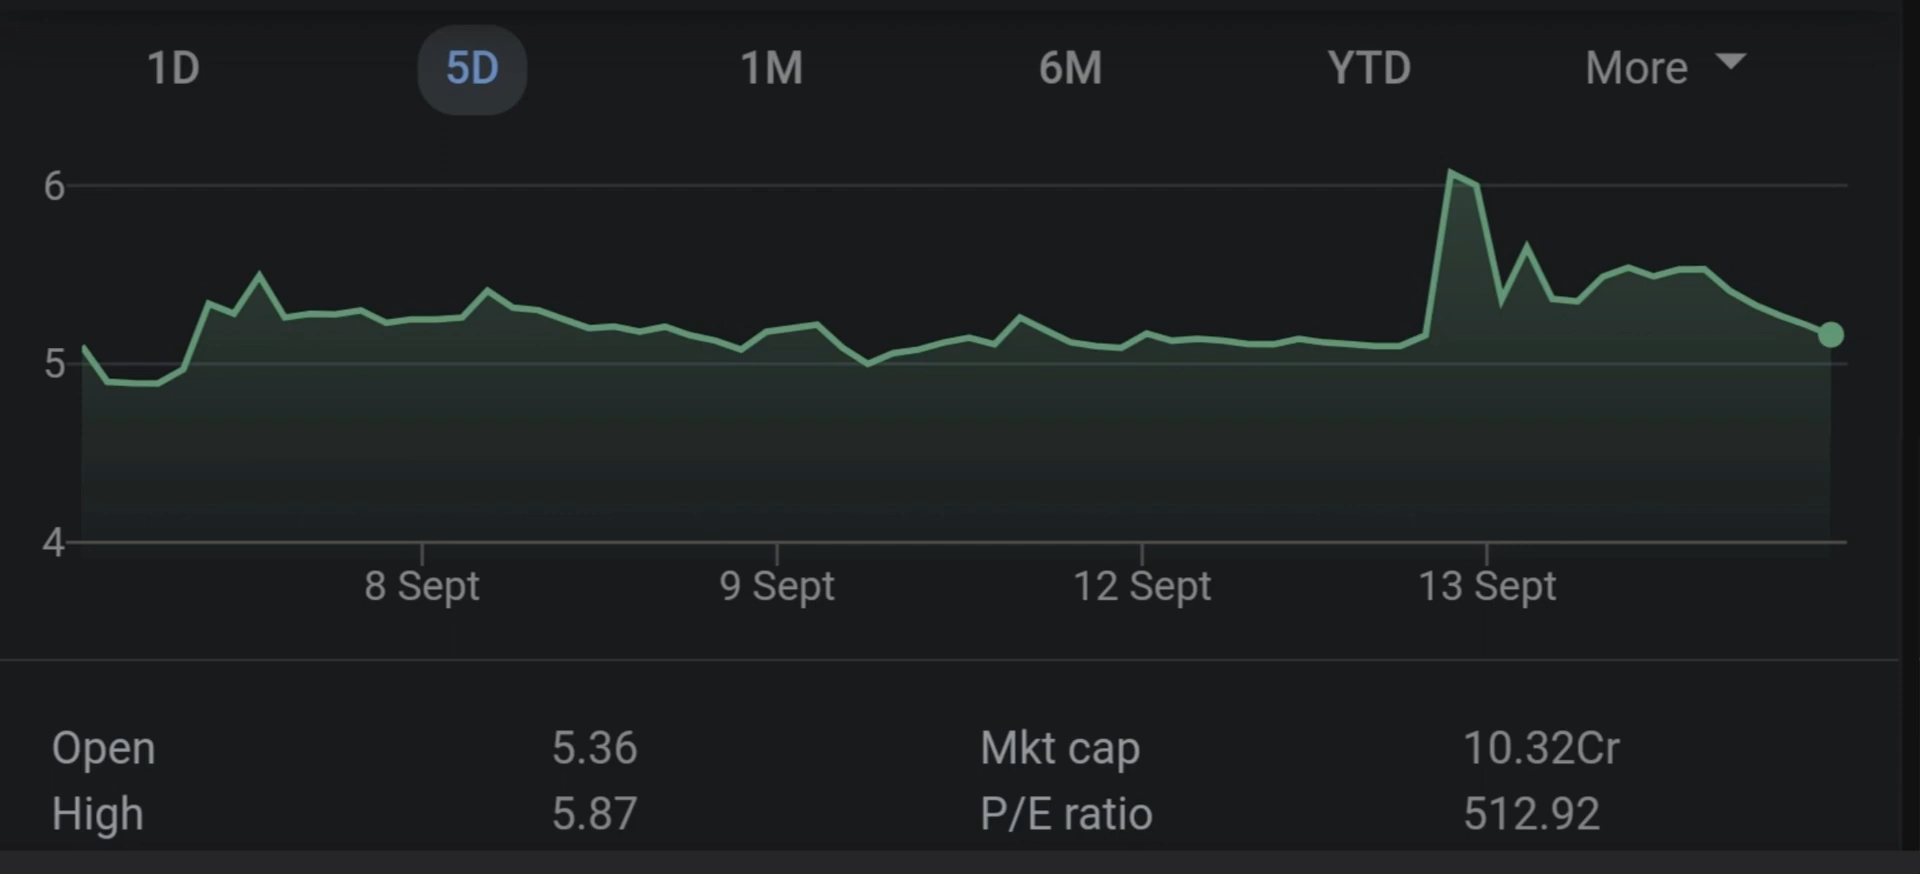 1D 5D 1M 6M YTD More
6
5
4
8 Sept 9 Sept 12 Sept 13 Sept
Open 5.36 Mkt cap 10.32Cr
High 5.87 P/E ratio 512.92